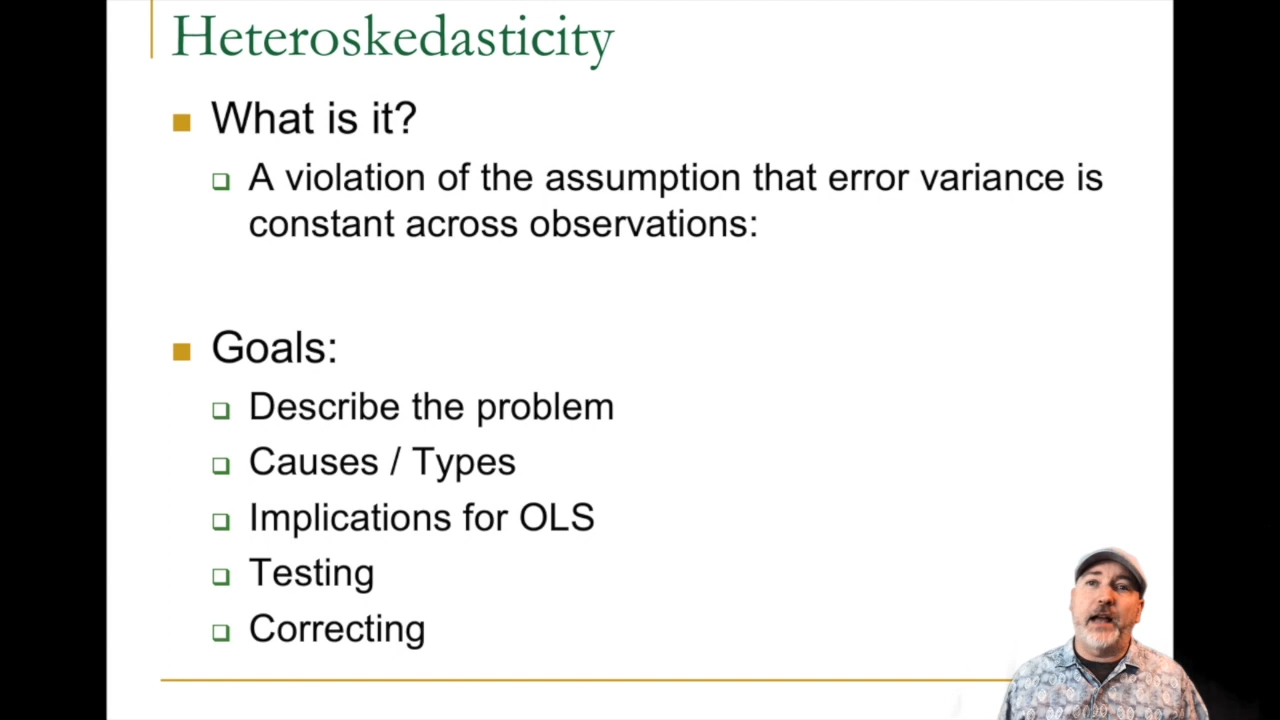 Heteroskedasticity
What is it?
A violation of the assumption that error variance is
constant across observations:
Goals:
Describe the problem
Causes / Types
Implications for OLS
Testing
Correcting